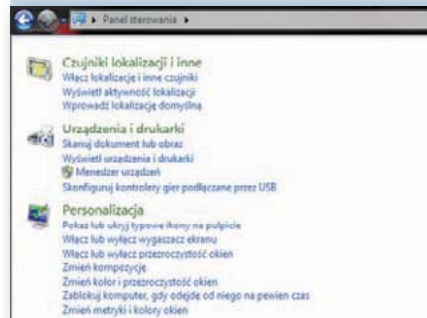 Panel sterowania
Czujniki lokalizacji i inne
Włącz lokalizację i inne czujniki
Wyświetl aktywność lokalizacji
Wprowadź lokalizację domyślną
Urządzenia i drukarki
Skanuj dokument lub obraz
Wyświetl urządzenia i drukarki
Menedżer urządzeń
Skonfiguruj kontrolery gier podłączane przez USB
Personalizacja
Pokaż lub ukryj typowe ikony na pulpicie
Włącz lub wyłącz wygaszacz ekranu
Włącz lub wyłącz przezroczystość okien
Zmień kompozycję
Zmień kolor i przezroczystość okien
Zablokuj komputer, gdy odejdę od niego na pewien czas
Zmień metryki i kolory okien